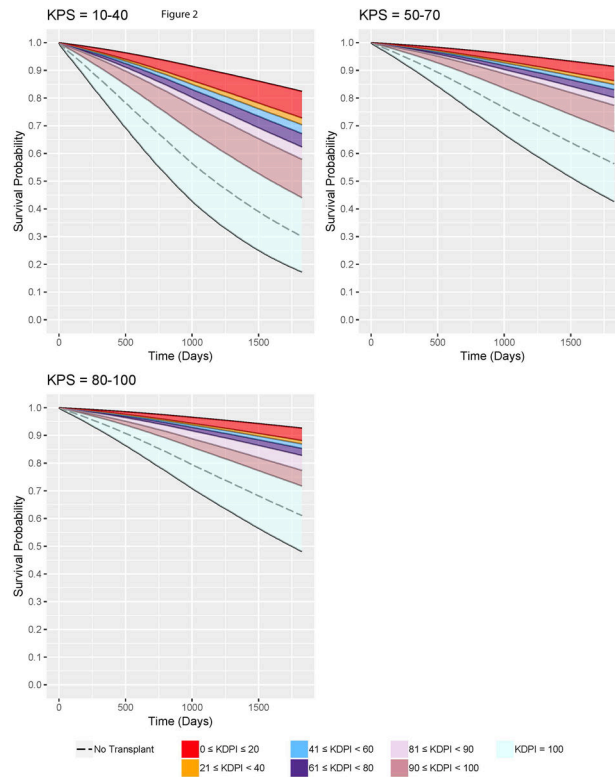 KPS = 10-40
Figure 2
KPS = 50-70
1.0
0.9
0.8
0.7
0.6
0.5
0.4
0.3
0.2
0.1
0.0
Survival Probability
0
500
1000
1500
Time (Days)
1.0
0.9
0.8
0.7
0.6
0.5
0.4
0.3
0.2
0.1
0.0
Survival Probability
0
500
1000
1500
Time (Days)
KPS = 80-100
1.0
0.9
0.8
0.7
0.6
0.5
0.4
0.3
0.2
0.1
0.0
Survival Probability
0
500
1000
1500
Time (Days)
No Transplant
0 ≤ KDPI ≤ 20
41 ≤ KDPI < 60
81 ≤ KDPI < 90
KDPI = 100
21 ≤ KDPI < 40
61 ≤ KDPI < 80
90 ≤ KDPI < 100